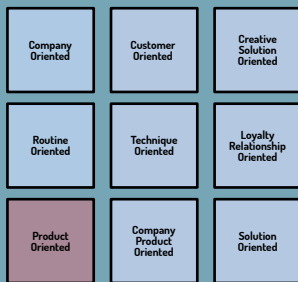 Company
Oriented
Customer
Oriented
Creative
Solution
Oriented
Routine
Oriented
Technique
Oriented
Loyalty
Relationship
Oriented
Product
Oriented
Company
Product
Oriented
Solution
Oriented